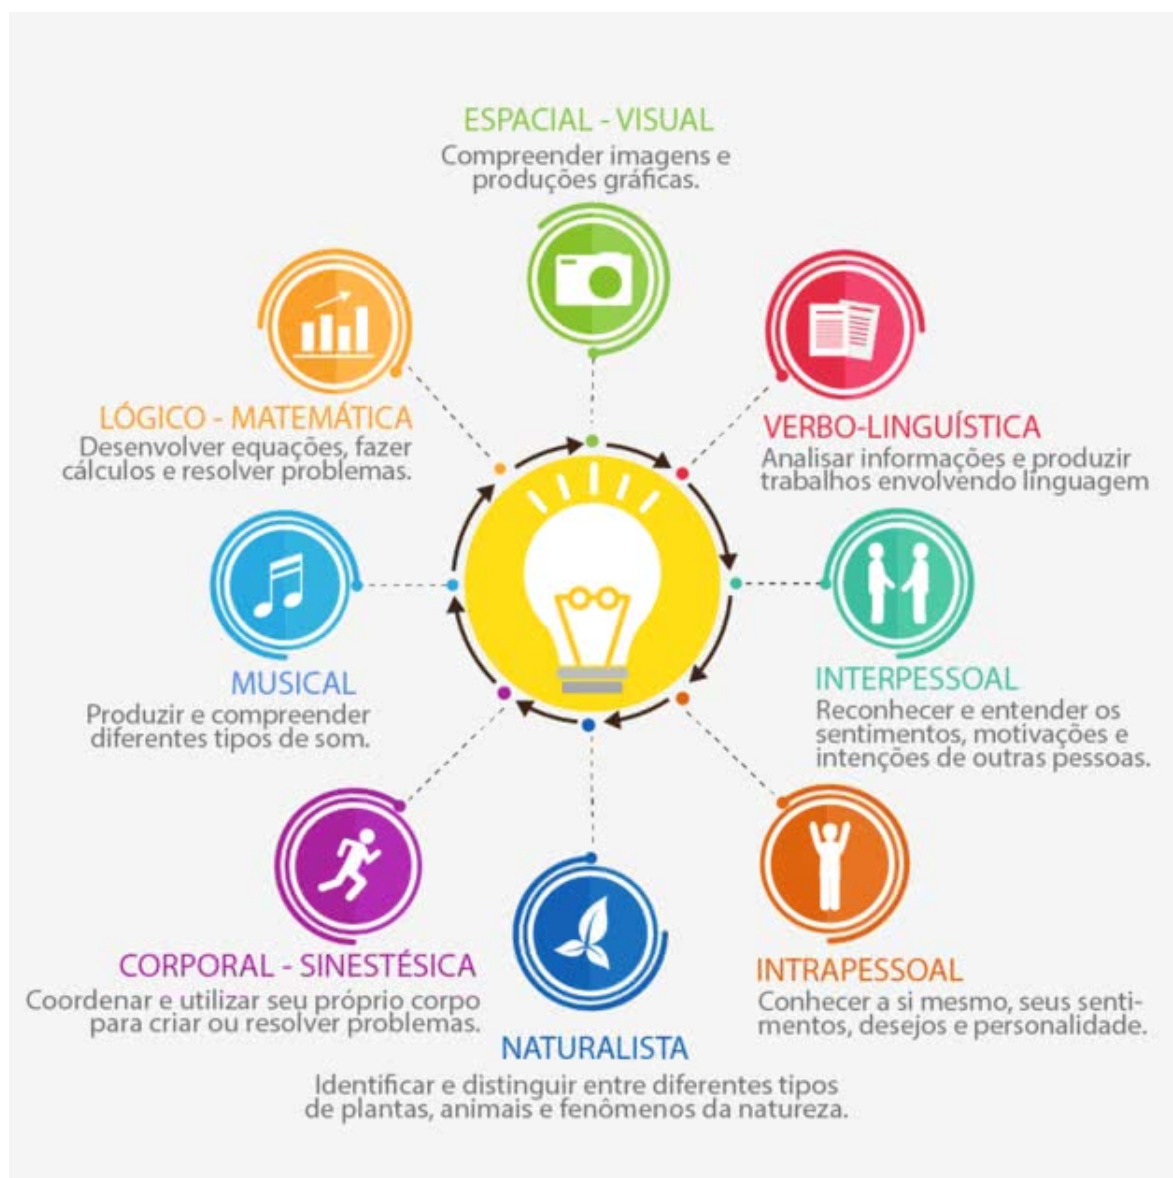 ESPACIAL - VISUAL
Compreender imagens e
produções gráficas.
LÓGICO - MATEMÁTICA
Desenvolver equações, fazer
cálculos e resolver problemas.
VERBO-LINGUÍSTICA
Analisar informações e produzir
trabalhos envolvendo linguagem
MUSICAL
Produzir e compreender
diferentes tipos de som.
INTERPESSOAL
Reconhecer e entender os
sentimentos, motivações e
intenções de outras pessoas.
CORPORAL - SINESTÉSICA
Coordenar e utilizar seu próprio corpo
para criar ou resolver problemas.
INTRAPESSOAL
Conhecer a si mesmo, seus senti-
mentos, desejos e personalidade.
NATURALISTA
Identificar e distinguir entre diferentes tipos
de plantas, animais e fenômenos da natureza.